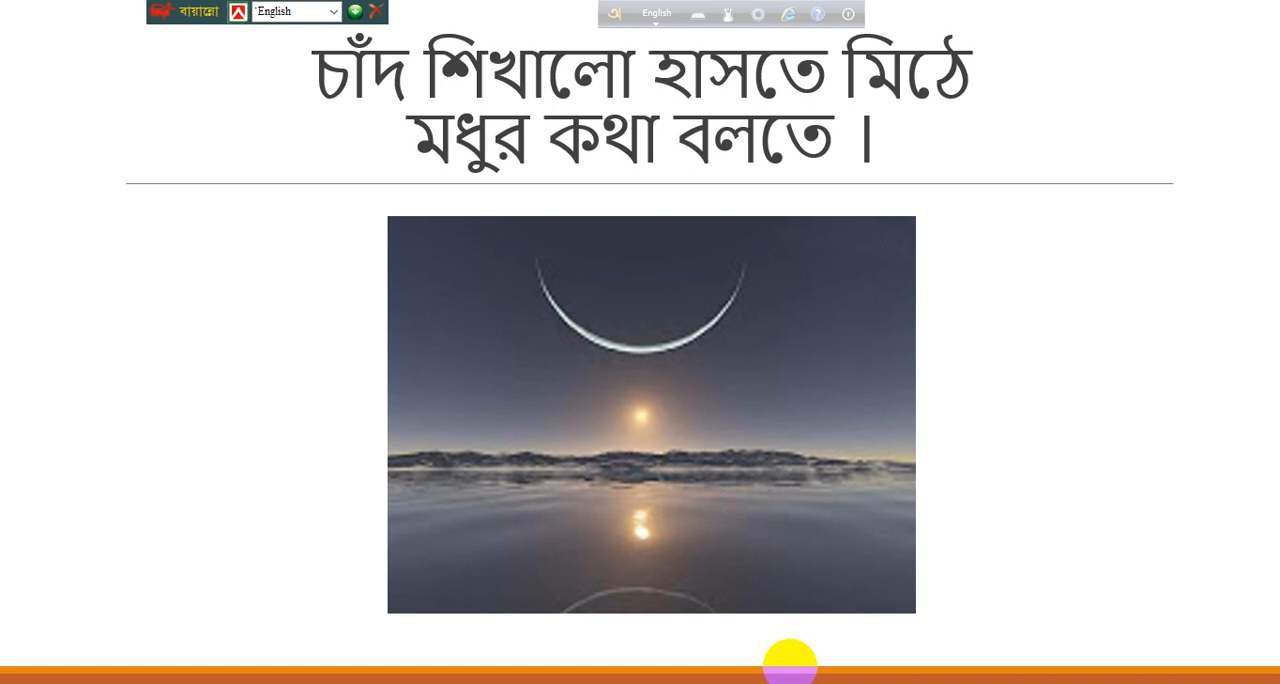 বায়ান্নো
`English
English
চাঁদ শিখালো হাসতে মিঠে
মধুর কথা বলতে ।